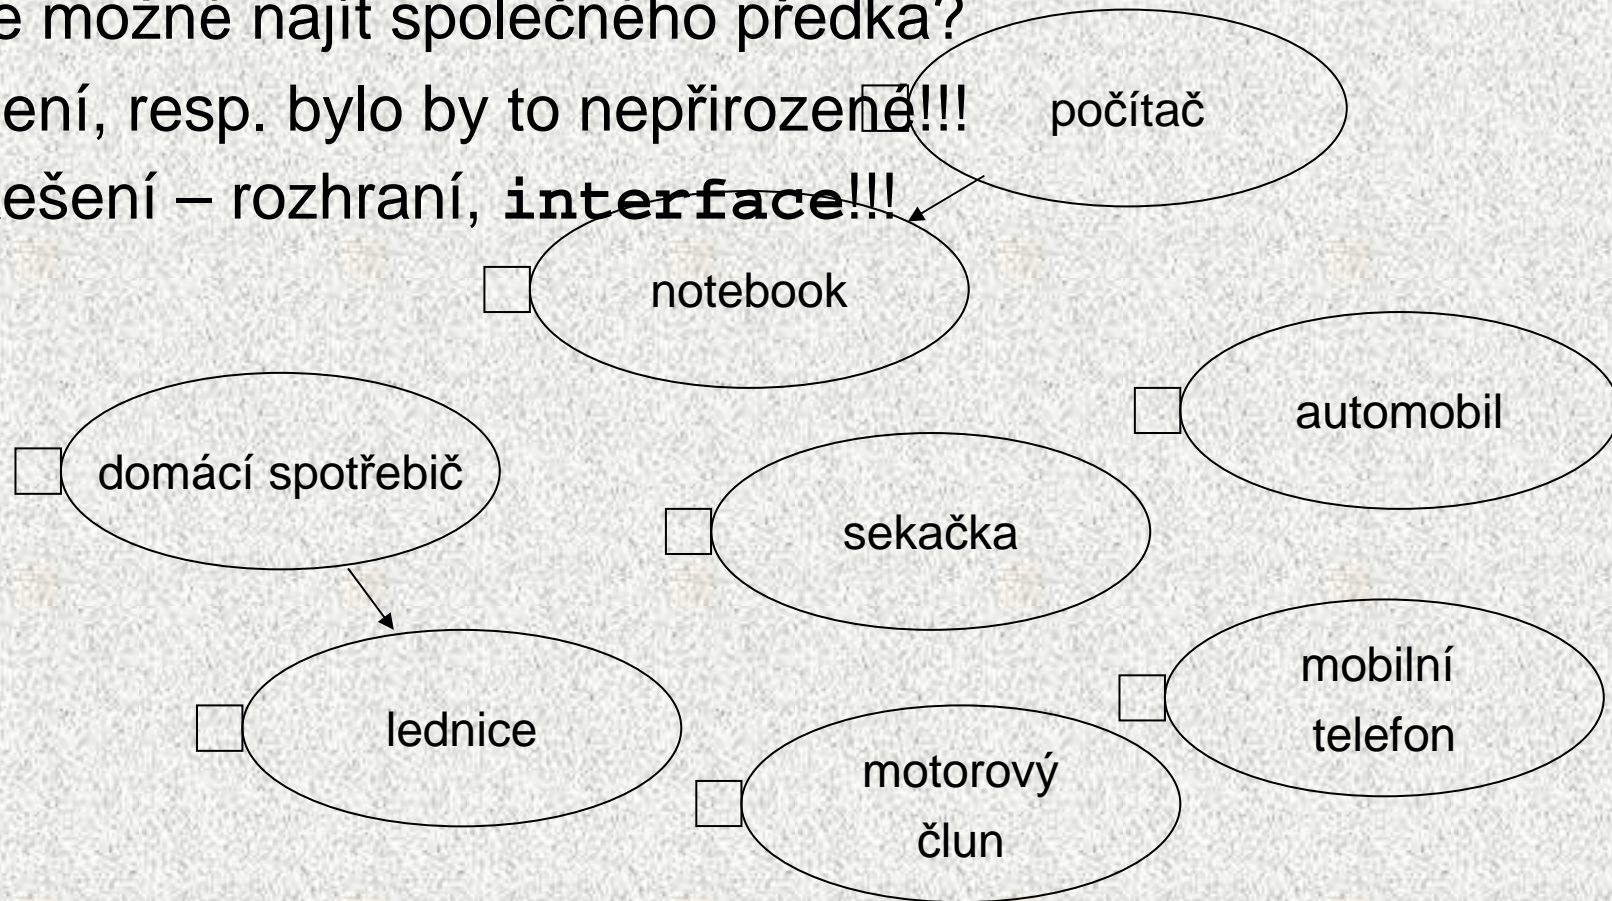 e možné najít společného předka?
ení, resp. bylo by to nepřirozené!!!
ešení – rozhraní, interface!!!
počítač
notebook
automobil
domácí spotřebič
sekačka
mobilní
telefon
lednice
motorový
člun